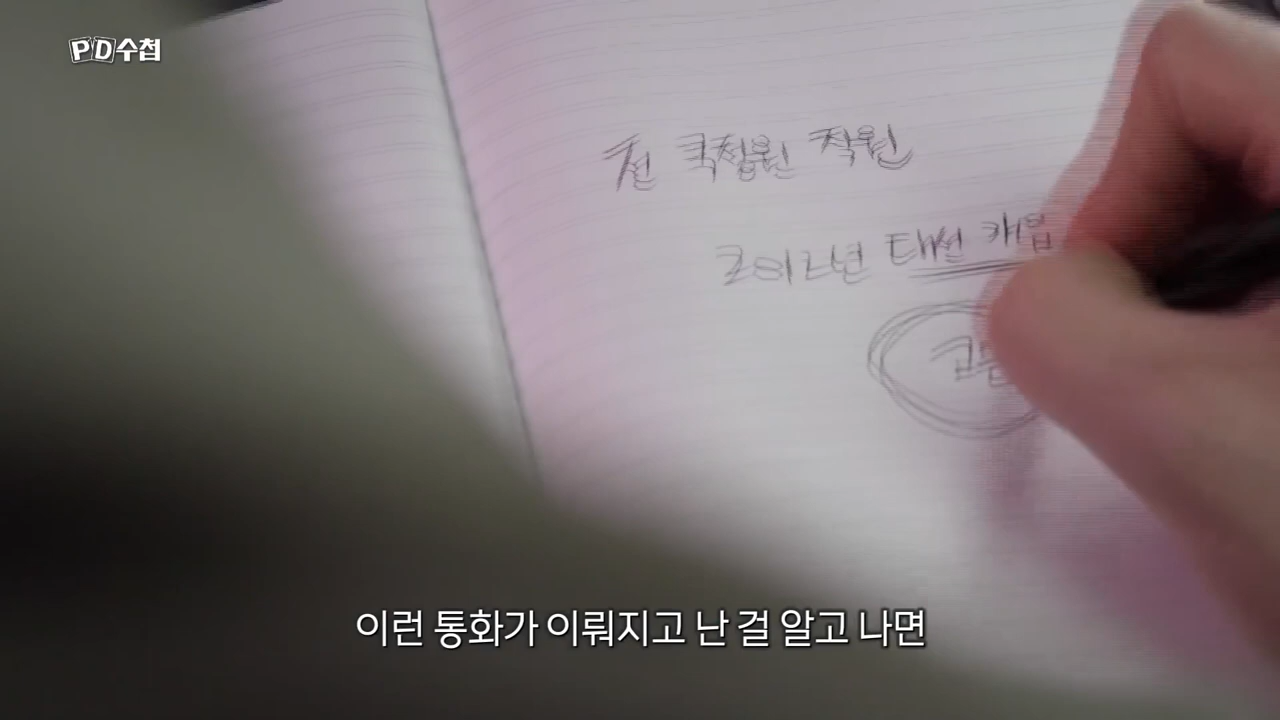 PD수첩
전 국정원 직원
2012년 대선 개입
이런 통화가 이뤄지고 난 걸 알고 나면